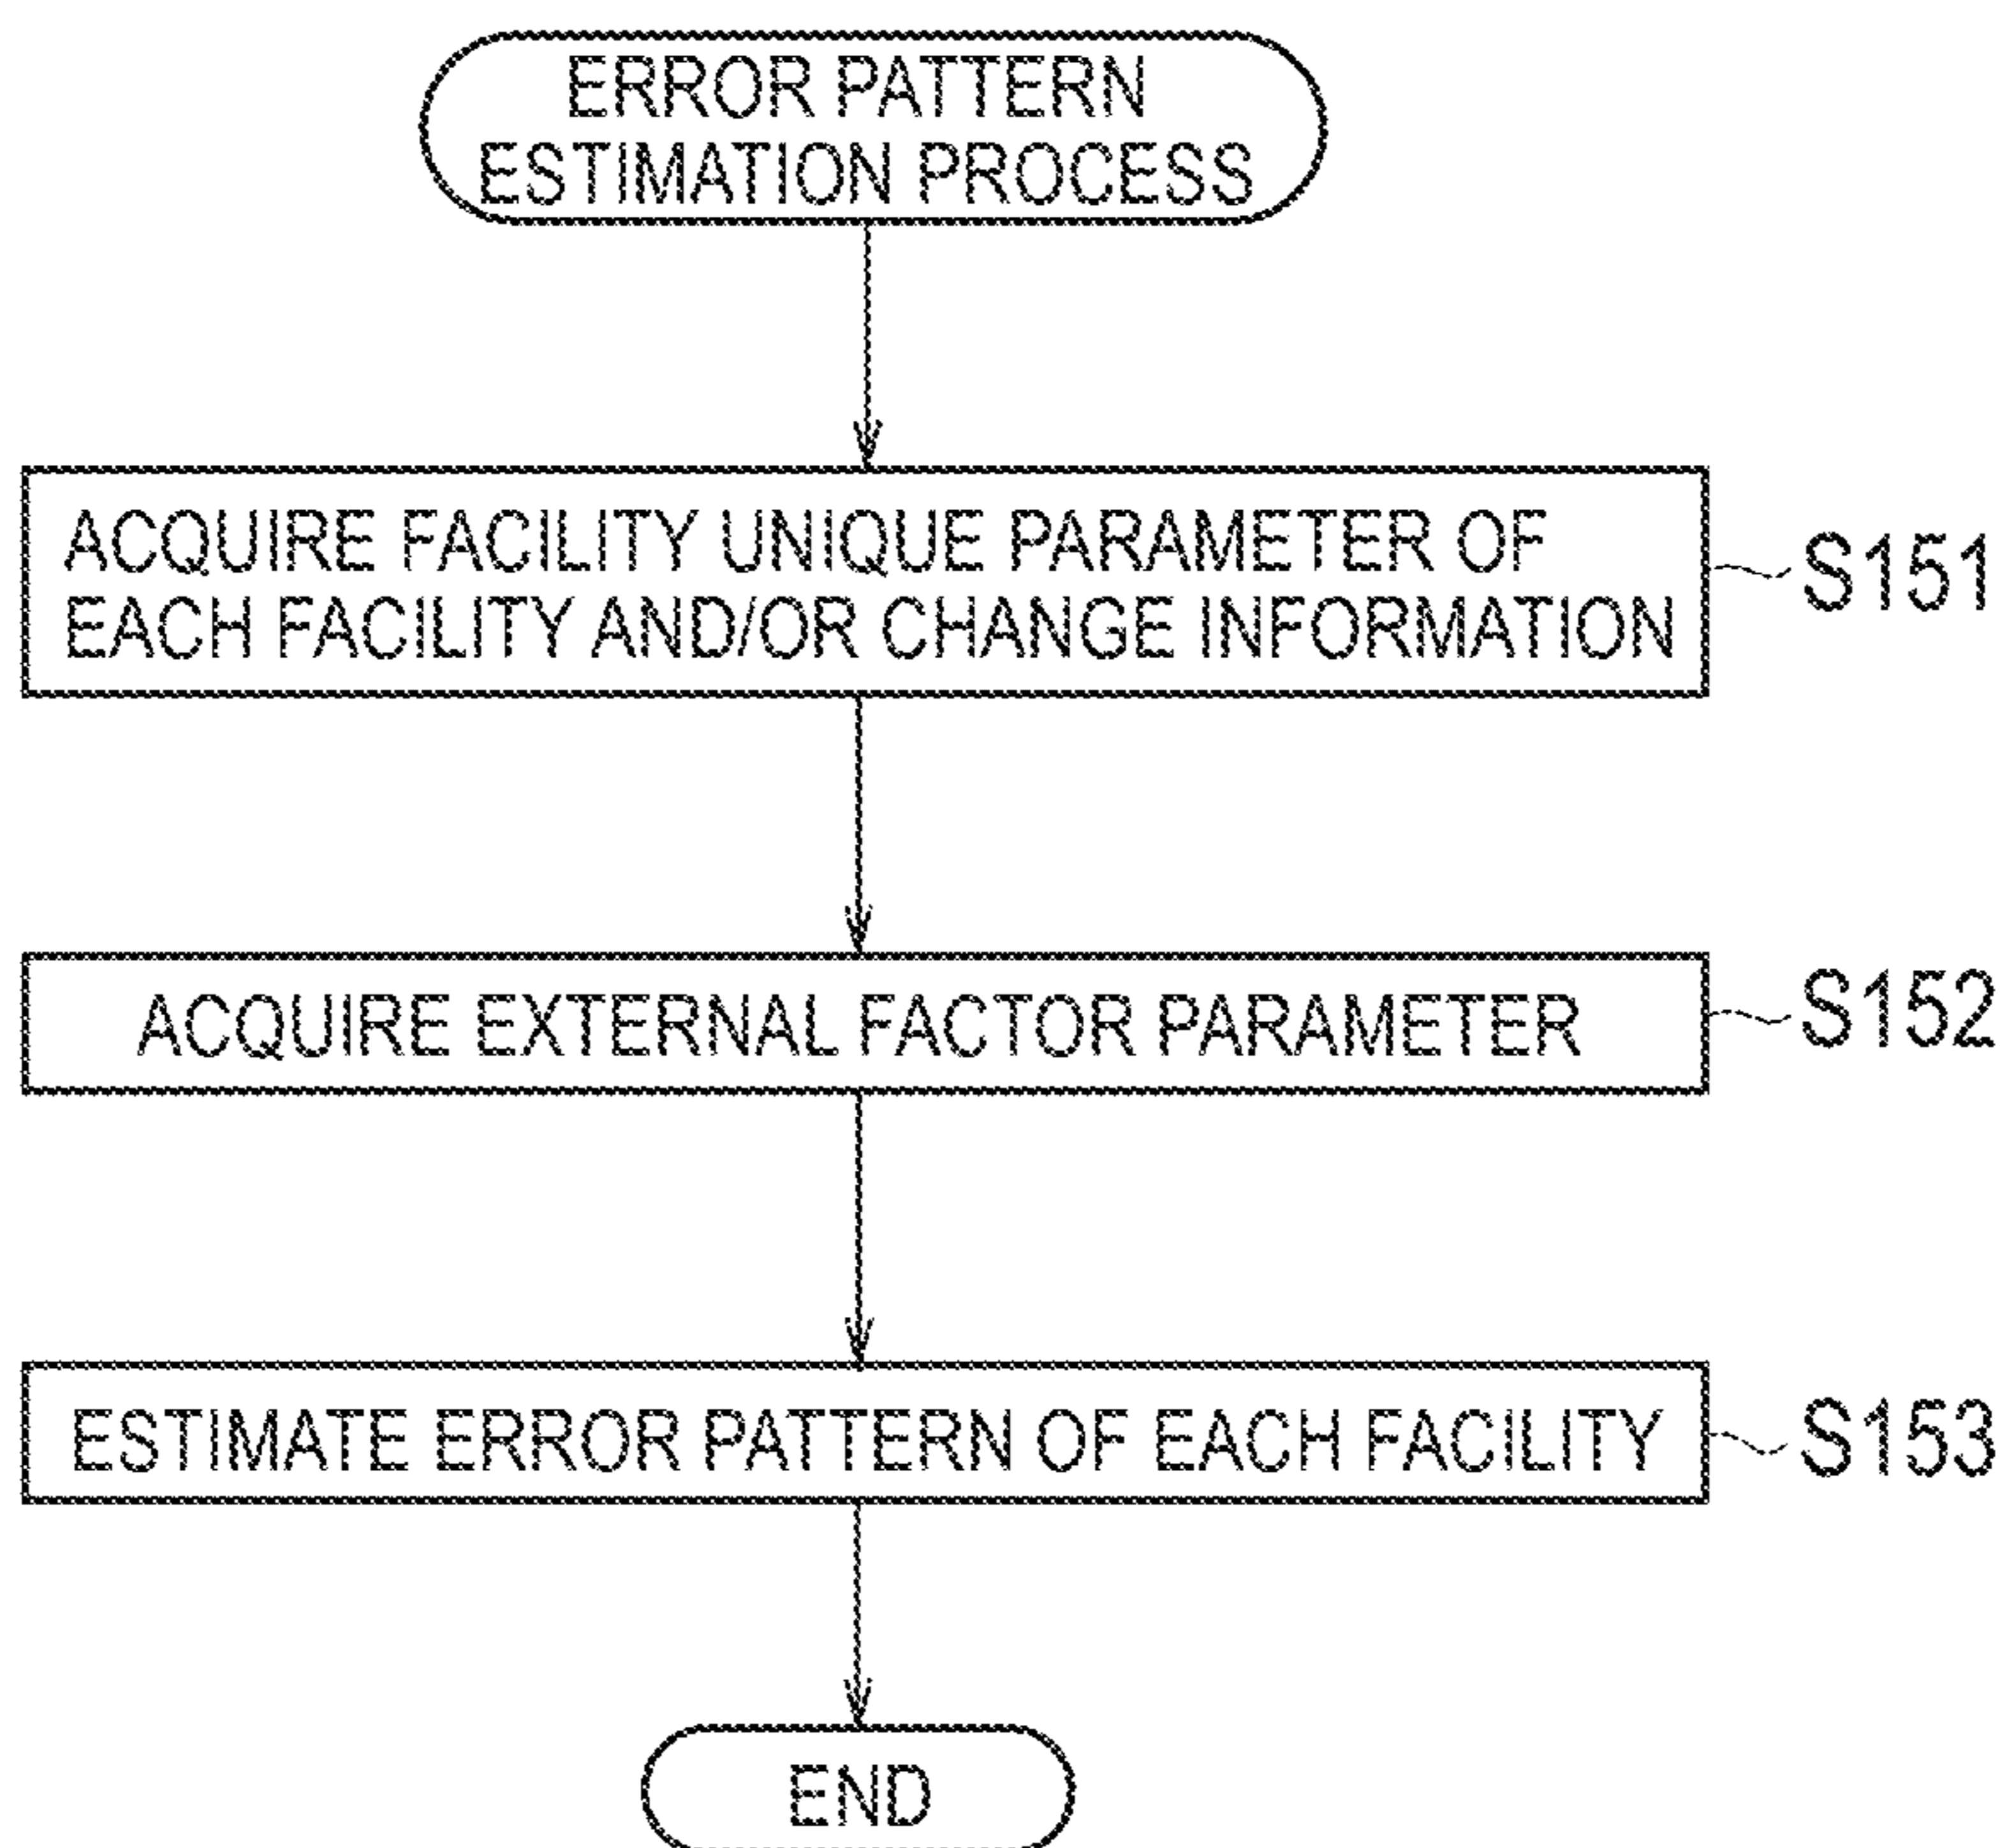 ERROR PATTERN
ESTIMATION PROCESS
ACQUIRE FACILITY UNIQUE PARAMETER OF
EACH FACILITY AND/OR CHANGE INFORMATION
S151
ACQUIRE EXTERNAL FACTOR PARAMETER
S152
ESTIMATE ERROR PATTERN OF EACH FACILITY
S153
END